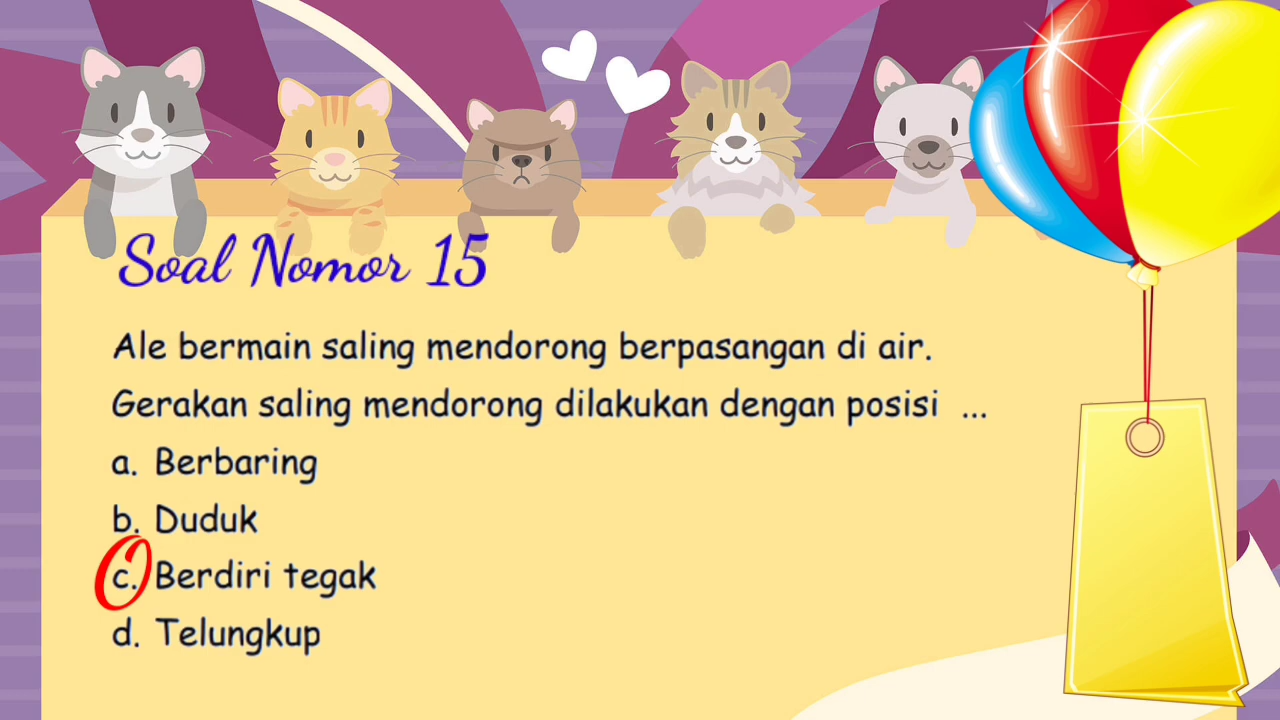 Soal Nomor 15
Ale bermain saling mendorong berpasangan di air.
Gerakan saling mendorong dilakukan dengan posisi ...
a. Berbaring
b. Duduk
c. Berdiri tegak
d. Telungkup